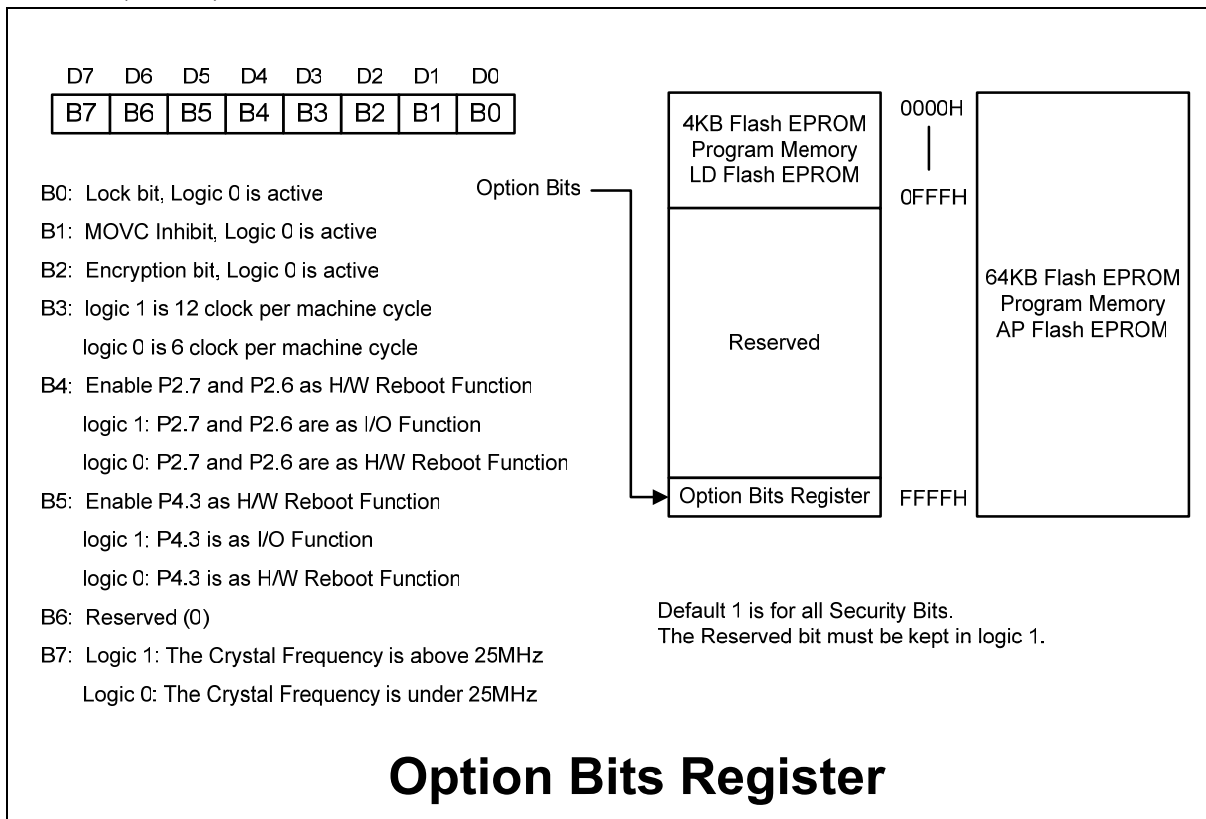 D7 D6 D5 D4 D3 D2 D1 D0
B7 B6 B5 B4 B3 B2 B1 B0
B0: Lock bit, Logic 0 is active
B1: MOVC Inhibit, Logic 0 is active
B2: Encryption bit, Logic 0 is active
B3: logic 1 is 12 clock per machine cycle
logic 0 is 6 clock per machine cycle
B4: Enable P2.7 and P2.6 as H/W Reboot Function
logic 1: P2.7 and P2.6 are as I/O Function
logic 0: P2.7 and P2.6 are as H/W Reboot Function
B5: Enable P4.3 as H/W Reboot Function
logic 1: P4.3 is as I/O Function
logic 0: P4.3 is as H/W Reboot Function
B6: Reserved (0)
B7: Logic 1: The Crystal Frequency is above 25MHz
Logic 0: The Crystal Frequency is under 25MHz
Option Bits
4KB Flash EPROM
Program Memory
LD Flash EPROM
Reserved
Option Bits Register
0000H
0FFFH
FFFFH
64KB Flash EPROM
Program Memory
AP Flash EPROM
Default 1 is for all Security Bits.
The Reserved bit must be kept in logic 1.
Option Bits Register